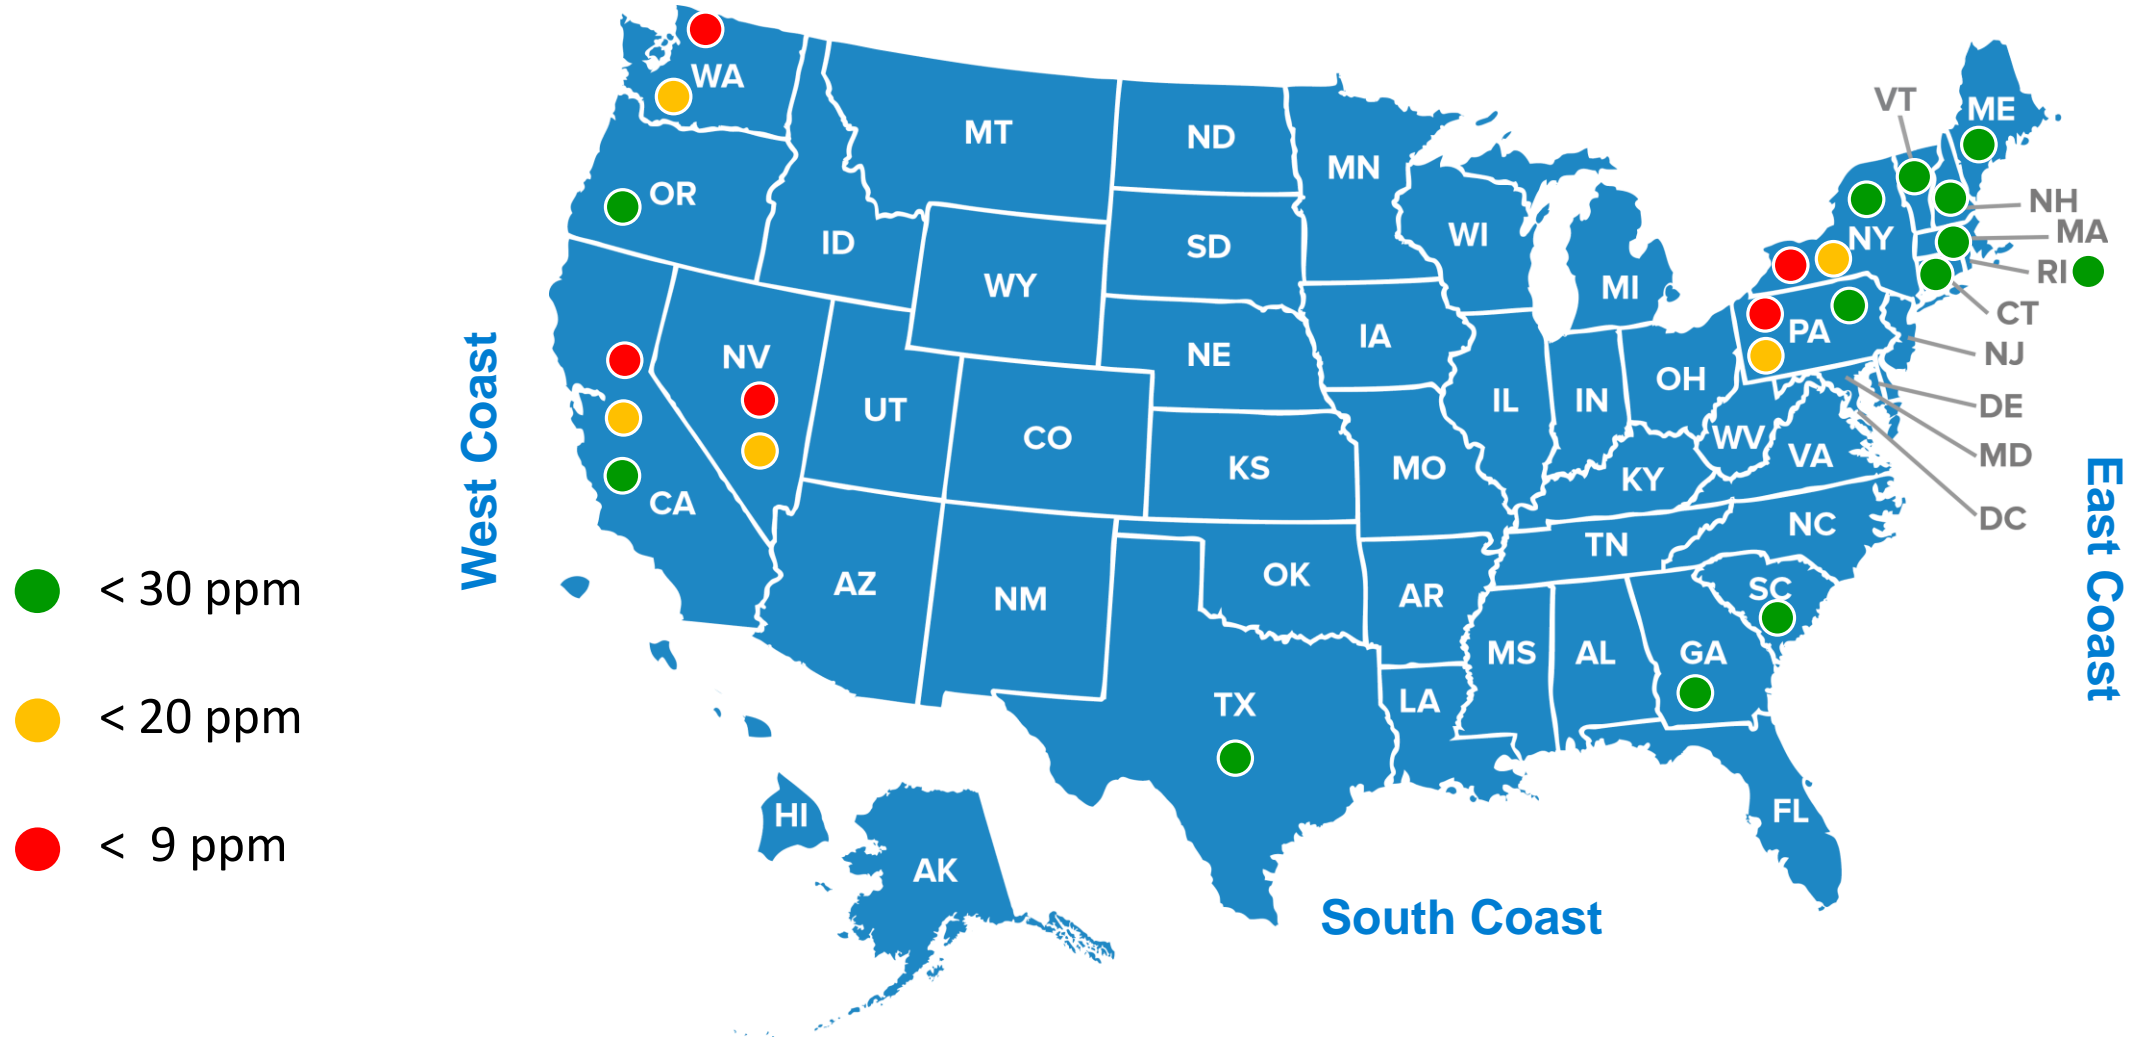 WA
MT
ND
MN
VT
ME
OR
ID
SD
WI
MI
NY
NH
MA
RI
CT
WY
IA
NE
PA
NJ
NV
UT
CO
IL
IN
OH
DE
WV
VA
MD
KS
MO
KY
CA
NC
DC
TN
AZ
NM
OK
AR
SC
MS
AL
GA
TX
LA
FL
HI
AK
West Coast
East Coast
South Coast
< 30 ppm
< 20 ppm
< 9 ppm